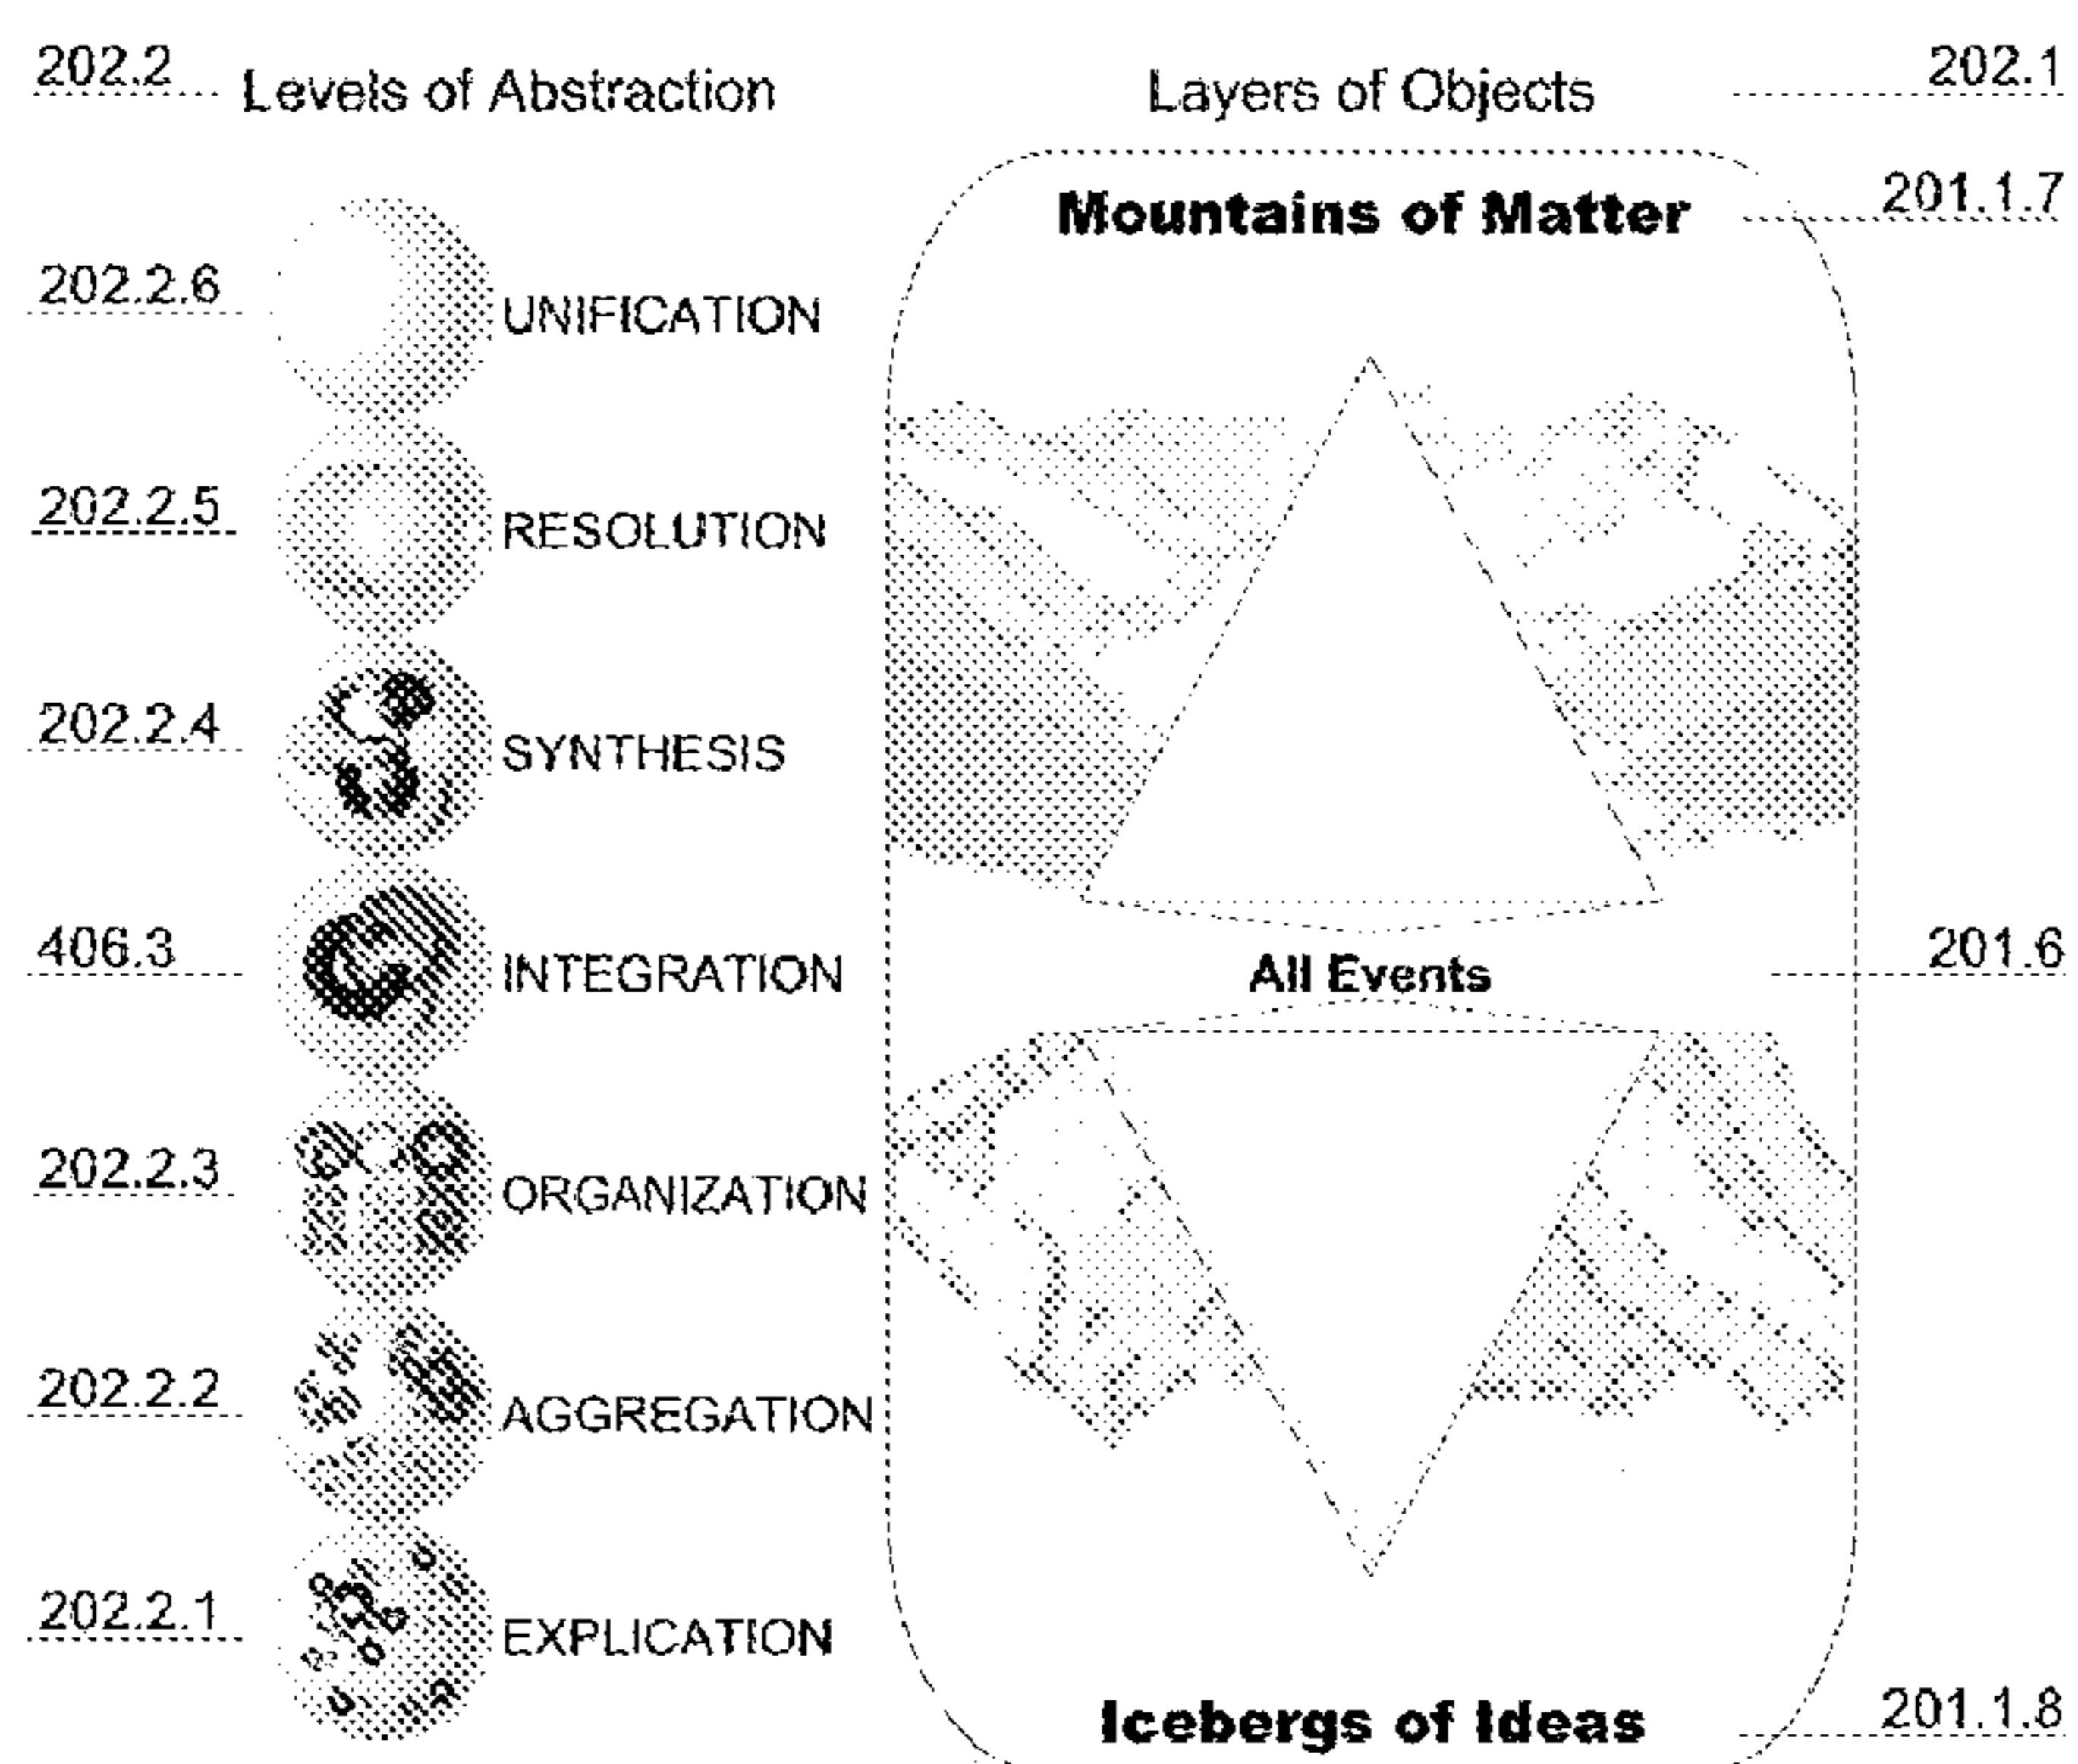 202.2 Levels of Abstraction Layers of Objects 202.1
Mountains of Matter 201.1.7
202.2.6 UNIFICATION
202.2.5 RESOLUTION
202.2.4 SYNTHESIS
406.3 INTEGRATION All Events 201.6
202.2.3 ORGANIZATION
202.2.2 AGGREGATION
202.2.1 EXPLICATION
Icebergs of Ideas 201.1.8